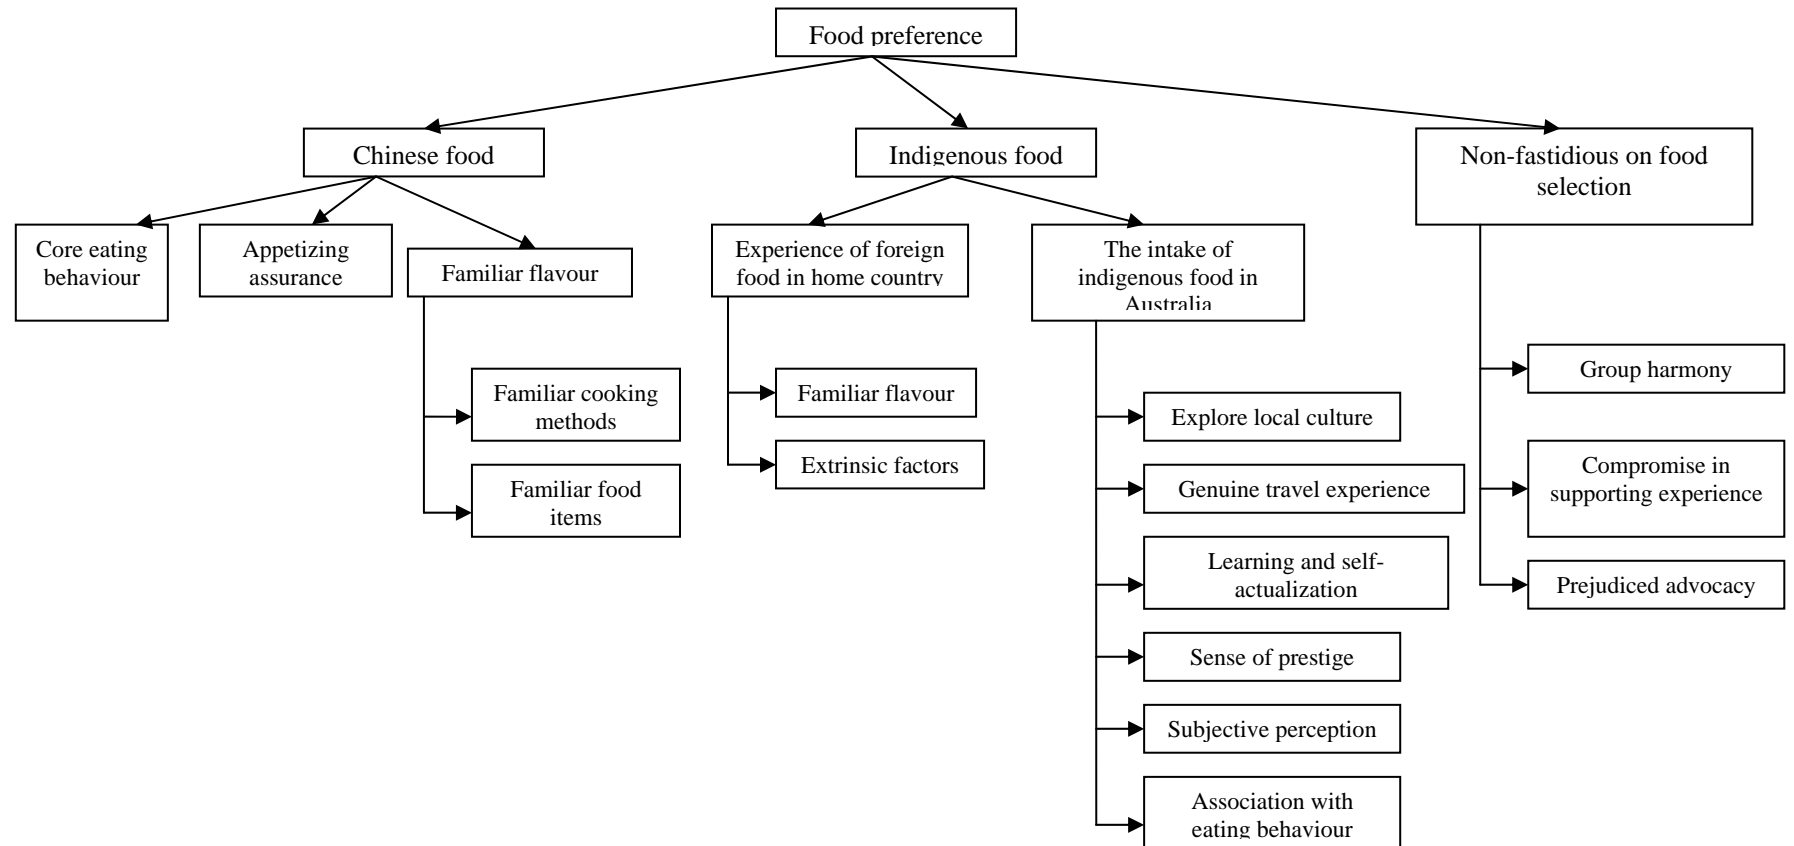 Food preference
Chinese food
Indigenous food
Non-fastidious on food
selection
Core eating
behaviour
Appetizing
assurance
Familiar flavour
Experience of foreign
food in home country
The intake of
indigenous food in
Australia
Familiar cooking
methods
Familiar food
items
Familiar flavour
Extrinsic factors
Explore local culture
Genuine travel experience
Learning and self-
actualization
Sense of prestige
Subjective perception
Association with
eating behaviour
Group harmony
Compromise in
supporting experience
Prejudiced advocacy